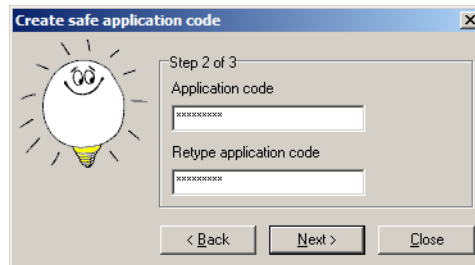 Create safe application code
Step 2 of 3
Application code
*********
Retype application code
*********
< Back Next > Close